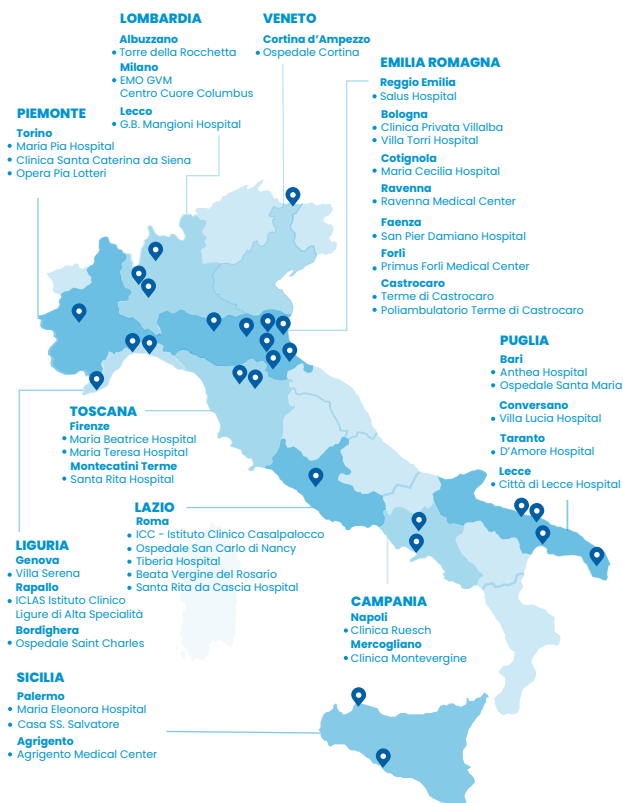 LOMBARDIA
Albuzzano
• Torre della Rocchetta
Milano
• EMO GVM
Centro Cuore Columbus
Lecco
• G.B. Mangioni Hospital
VENETO
Cortina d’Ampezzo
• Ospedale Cortina
EMILIA ROMAGNA
Reggio Emilia
• Salus Hospital
Bologna
• Clinica Privata Villalba
• Villa Torri Hospital
Cotignola
• Maria Cecilia Hospital
Ravenna
• Ravenna Medical Center
Faenza
• San Pier Damiano Hospital
Forlì
• Primus Forlì Medical Center
Castrocaro
• Terme di Castrocaro
• Poliambulatorio Terme di Castrocaro
PIEMONTE
Torino
• Maria Pia Hospital
• Clinica Santa Caterina da Siena
• Opera Pia Lotteri
PUGLIA
Bari
• Anthea Hospital
• Ospedale Santa Maria
Conversano
• Villa Lucia Hospital
Taranto
• D’Amore Hospital
Lecce
• Città di Lecce Hospital
TOSCANA
Firenze
• Maria Beatrice Hospital
• Maria Teresa Hospital
Montecatini Terme
• Santa Rita Hospital
LAZIO
Roma
• ICC - Istituto Clinico Casalpalocco
• Ospedale San Carlo di Nancy
• Tiberia Hospital
• Beata Vergine del Rosario
• Santa Rita da Cascia Hospital
LIGURIA
Genova
• Villa Serena
Rapallo
• ICLAS Istituto Clinico
Ligure di Alta Specialità
Bordighera
• Ospedale Saint Charles
CAMPANIA
Napoli
• Clinica Ruesch
Mercogliano
• Clinica Montevergine
SICILIA
Palermo
• Maria Eleonora Hospital
• Casa SS. Salvatore
Agrigento
• Agrigento Medical Center